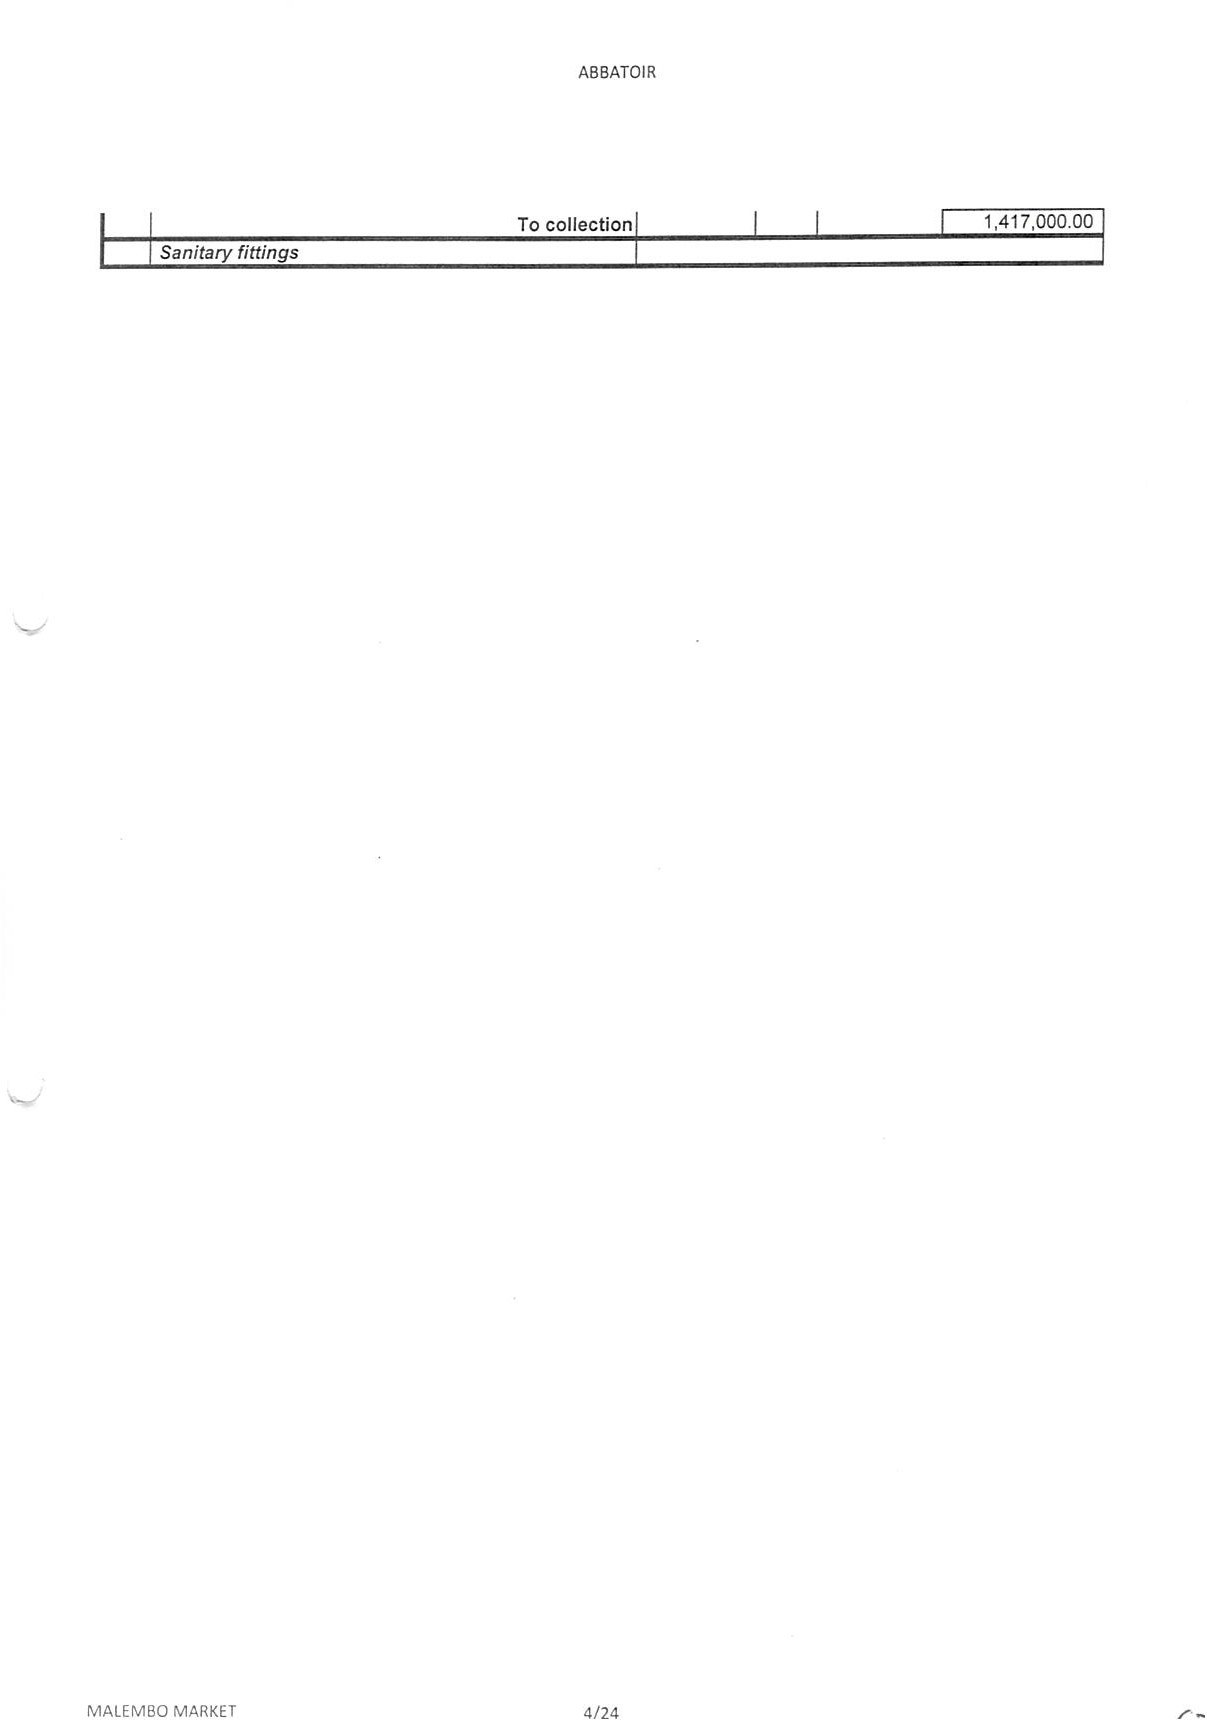 ABBATOIR
To collection 1,417,000.00
Sanitary fittings
MALEMBO MARKET 4/24